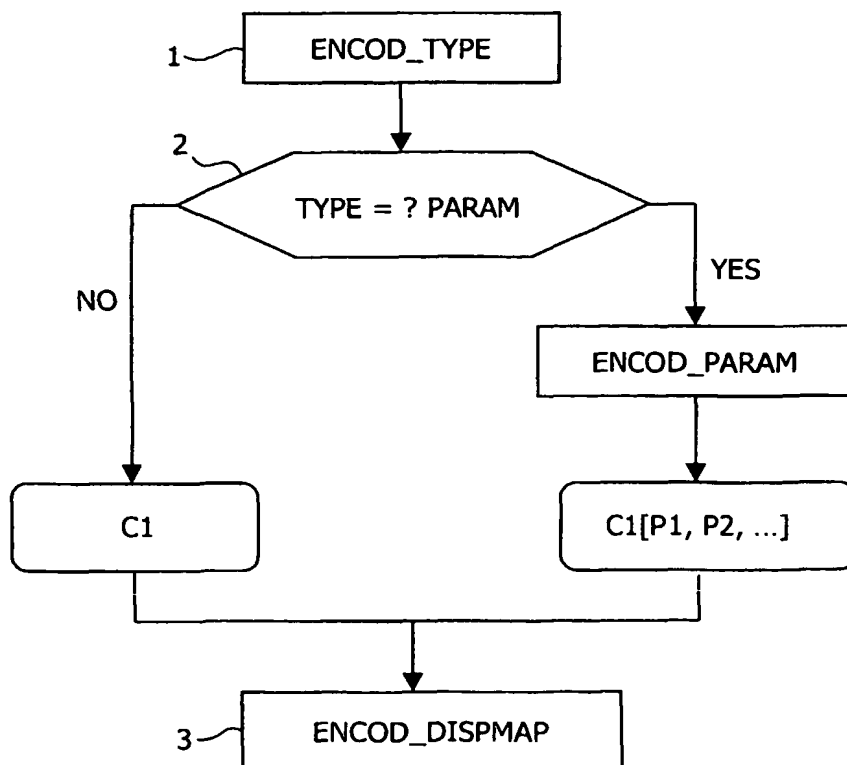 1
ENCOD_TYPE
2
TYPE = ? PARAM
NO
YES
ENCOD_PARAM
C1
C1[P1, P2, ...]
3
ENCOD_DISPMAP